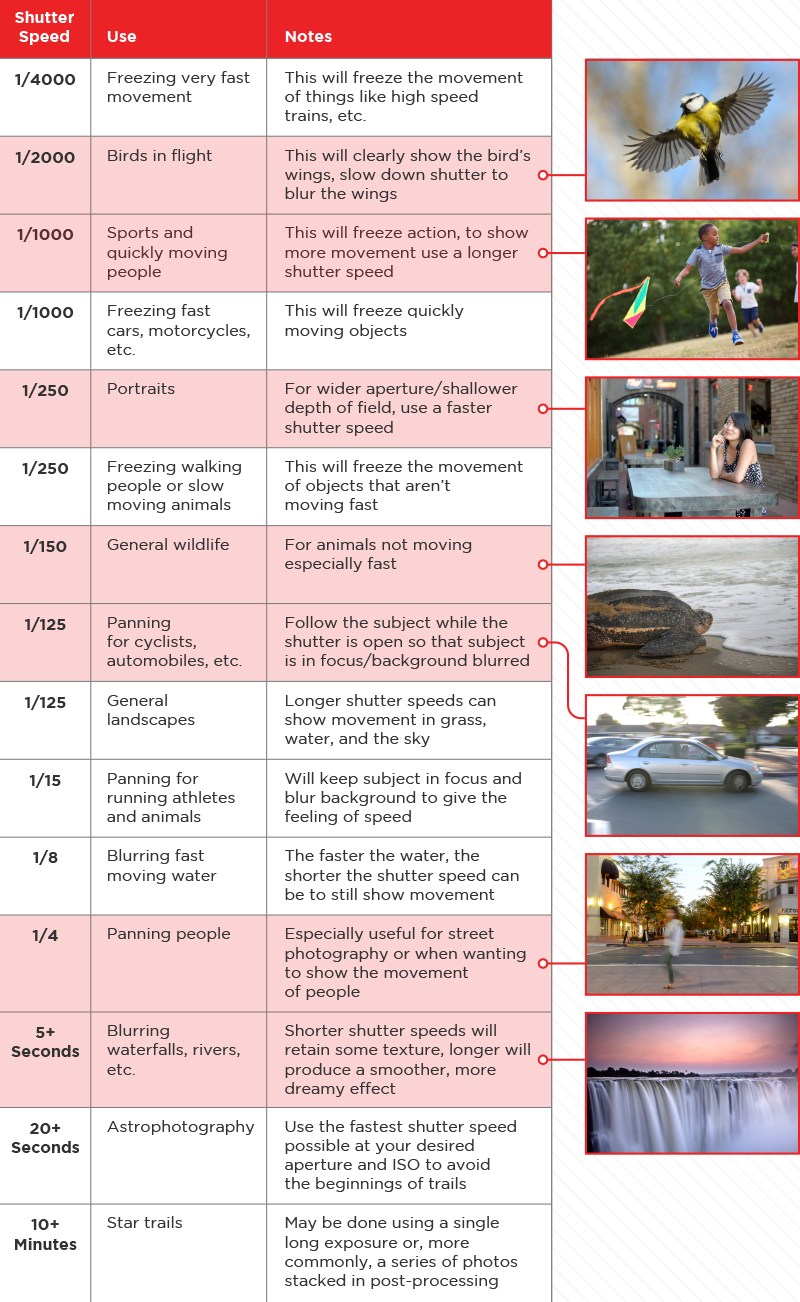 Shutter
Speed
Use
Notes
1/4000
Freezing very fast
movement
This will freeze the movement
of things like high speed
trains, etc.
1/2000
Birds in flight
This will clearly show the bird's
wings, slow down shutter to
blur the wings
1/1000
Sports and
quickly moving
people
This will freeze action, to show
more movement use a longer
shutter speed
1/1000
Freezing fast
cars, motorcycles,
etc.
This will freeze quickly
moving objects
1/250
Portraits
For wider aperture/shallower
depth of field, use a faster
shutter speed
1/250
Freezing walking
people or slow
moving animals
This will freeze the movement
of objects that aren't
moving fast
1/150
General wildlife
For animals not moving
especially fast
1/125
Panning
for cyclists,
automobiles, etc.
Follow the subject while the
shutter is open so that subject
is in focus/background blurred
1/125
General
landscapes
Longer shutter speeds can
show movement in grass,
water, and the sky
1/15
Panning for
running athletes
and animals
Will keep subject in focus and
blur background to give the
feeling of speed
1/8
Blurring fast
moving water
The faster the water, the
shorter the shutter speed can
be to still show movement
1/4
Panning people
Especially useful for street
photography or when wanting
to show the movement
of people
5+
Seconds
Blurring
waterfalls, rivers,
etc.
Shorter shutter speeds will
retain some texture, longer will
produce a smoother, more
dreamy effect
20+
Seconds
Astrophotography
Use the fastest shutter speed
possible at your desired
aperture and ISO to avoid
the beginnings of trails
10+
Minutes
Star trails
May be done using a single
long exposure or, more
commonly, a series of photos
stacked in post-processing